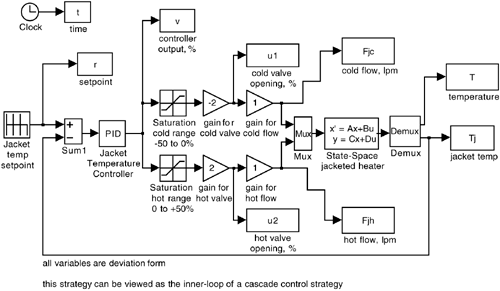 Clock
t
time
r
setpoint
v
controller
output, %
u1
cold valve
opening, %
Fjc
cold flow, lpm
T
temperature
Jacket
temp
setpoint
+
−
Sum1
PID
Jacket
Temperature
Controller
Saturation
cold range
-50 to 0%
-2
gain for
cold valve
1
gain for
cold flow
Mux
Mux
x' = Ax+Bu
y = Cx+Du
State-Space
jacketed heater
Demux
Demux
Tj
jacket temp
Saturation
hot range
0 to +50%
2
gain for
hot valve
1
gain for
hot flow
u2
hot valve
opening, %
Fjh
hot flow, lpm
all variables are deviation form
this strategy can be viewed as the inner-loop of a cascade control strategy